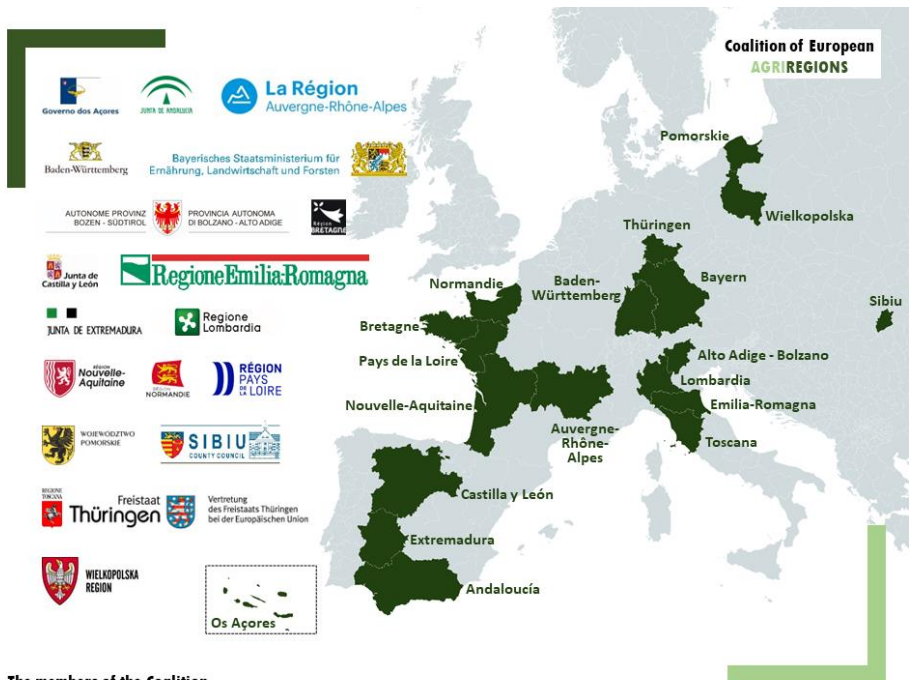 Coalition of European
AGRIREGIONS
Governo dos Açores
JUNTA DE ANDALUCIA
La Région
Auvergne-Rhône-Alpes
Baden-Württemberg
Bayerisches Staatsministerium für
Ernährung, Landwirtschaft und Forsten
AUTONOME PROVINZ
BOZEN - SÜDTIROL
PROVINCIA AUTONOMA
DI BOLZANO - ALTO ADIGE
Région
BRETAGNE
Junta de
Castilla y León
RegioneEmilia-Romagna
JUNTA DE EXTREMADURA
Regione
Lombardia
RÉGION
Nouvelle-
Aquitaine
RÉGION
NORMANDIE
RÉGION
PAYS
DE LA LOIRE
WOJEWÓDZTWO
POMORSKIE
SIBIU
COUNTY COUNCIL
REGIONE
TOSCANA
Freistaat
Thüringen
Vertretung
des Freistaats Thüringen
bei der Europäischen Union
WIELKOPOLSKA
REGION
Os Açores
Pomorskie
Wielkopolska
Thüringen
Baden-
Württemberg
Bayern
Sibiu
Normandie
Bretagne
Pays de la Loire
Nouvelle-Aquitaine
Auvergne-
Rhône-
Alpes
Alto Adige - Bolzano
Lombardia
Emilia-Romagna
Toscana
Castilla y León
Extremadura
Andaloucía
The members of the Coalition